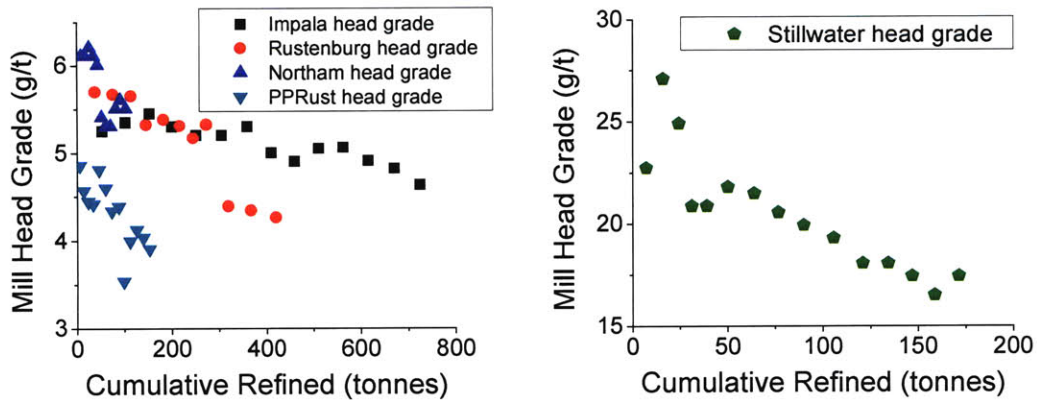 Mill Head Grade (g/t)
6
5
4
3
0
200
400
600
800
Cumulative Refined (tonnes)
Impala head grade
Rustenburg head grade
Northam head grade
PPRust head grade
Mill Head Grade (g/t)
30
25
20
15
0
50
100
150
200
Cumulative Refined (tonnes)
Stillwater head grade